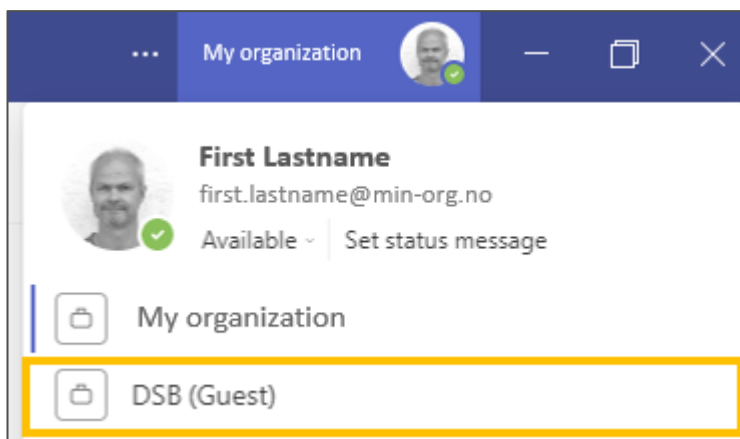 ... My organization
First Lastname
first.lastname@min-org.no
Available Set status message
My organization
DSB (Guest)